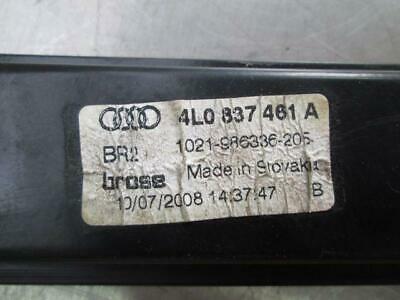 4L0 837 461 A
BR2 1021-986336-205
brose Made in Slovakia
10/07/2008 14:37:47 B